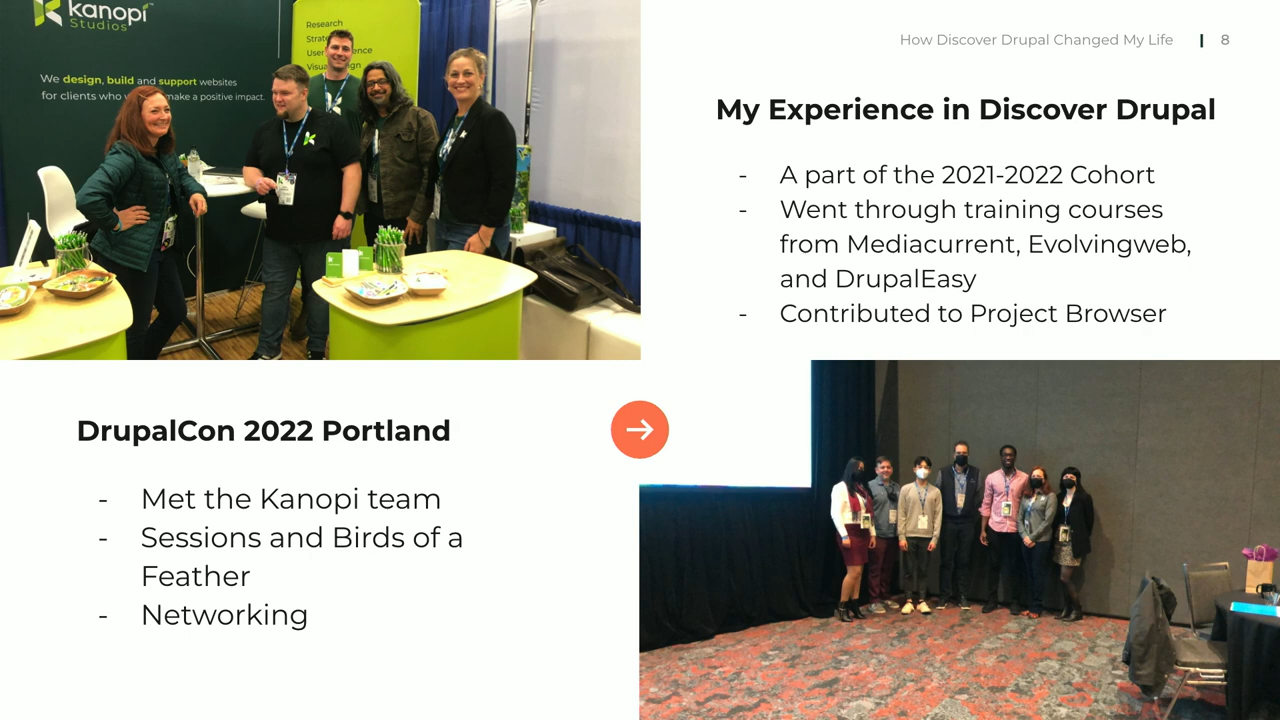 kanopi
Studios
We design, build and support websites
for clients who make a positive impact.
Research
How Discover Drupal Changed My Life | 8
My Experience in Discover Drupal
- A part of the 2021-2022 Cohort
- Went through training courses
from Mediacurrent, Evolvingweb,
and DrupalEasy
- Contributed to Project Browser
DrupalCon 2022 Portland
- Met the Kanopi team
- Sessions and Birds of a
Feather
- Networking